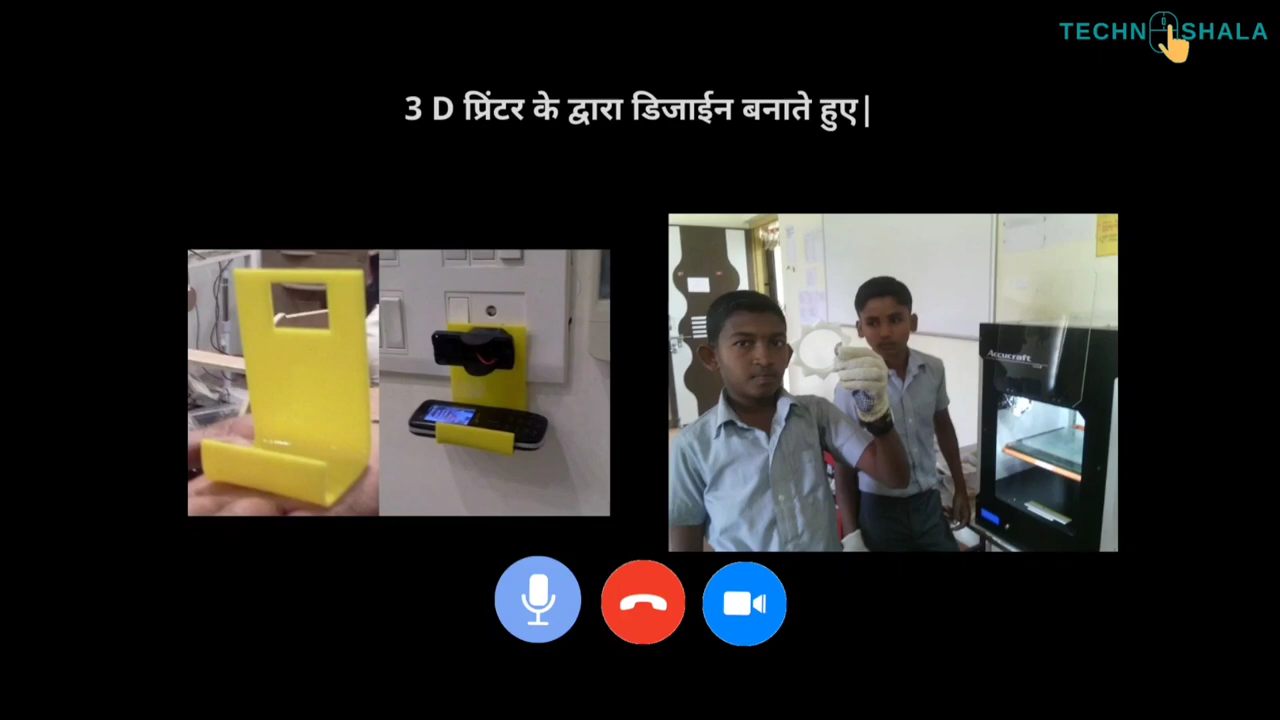 TECHNOSHALA
3 D प्रिंटर के द्वारा डिजाईन बनाते हुए|
Accucraft